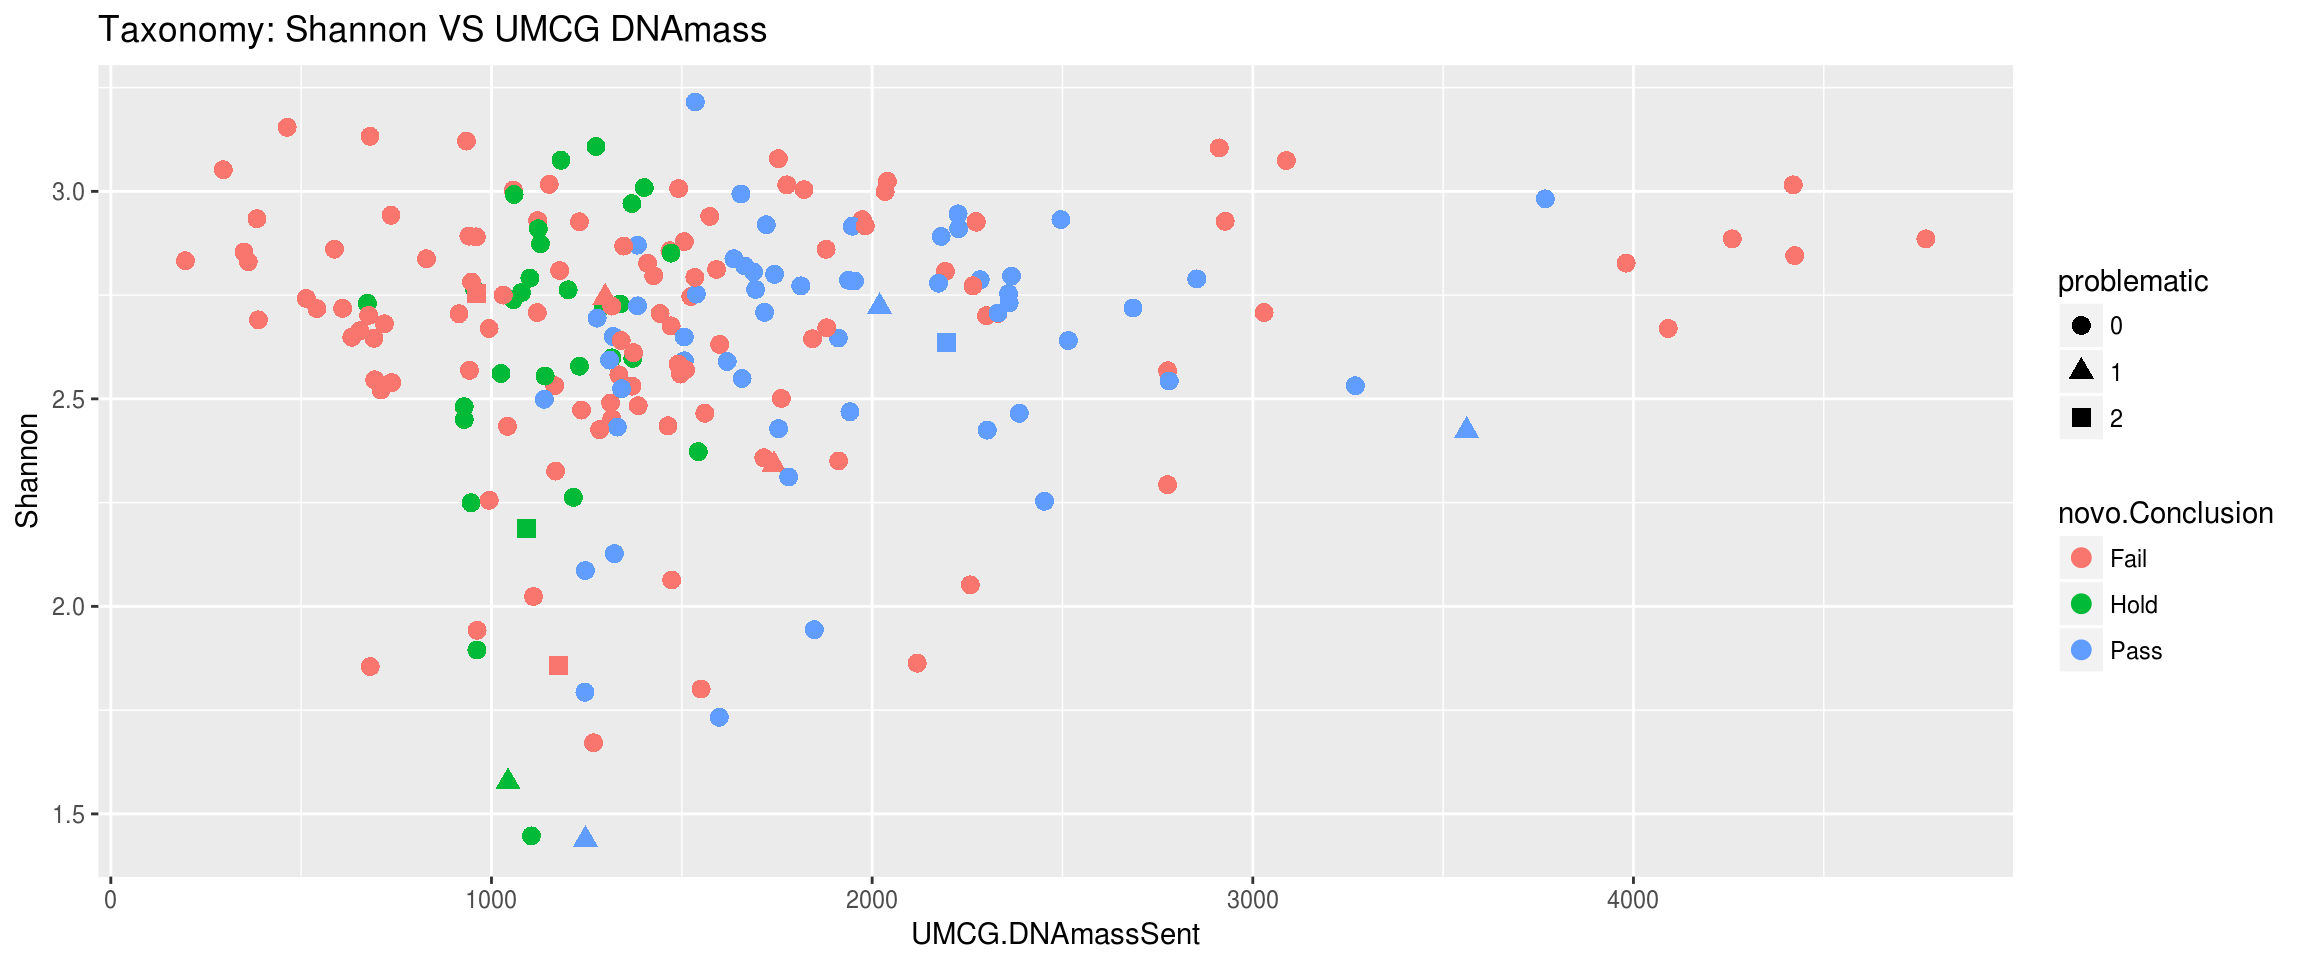 Taxonomy: Shannon VS UMCG DNAmass
Shannon
3.0
2.5
2.0
1.5
0
1000
2000
3000
4000
UMCG.DNAmassSent
problematic
0
1
2
novo.Conclusion
Fail
Hold
Pass